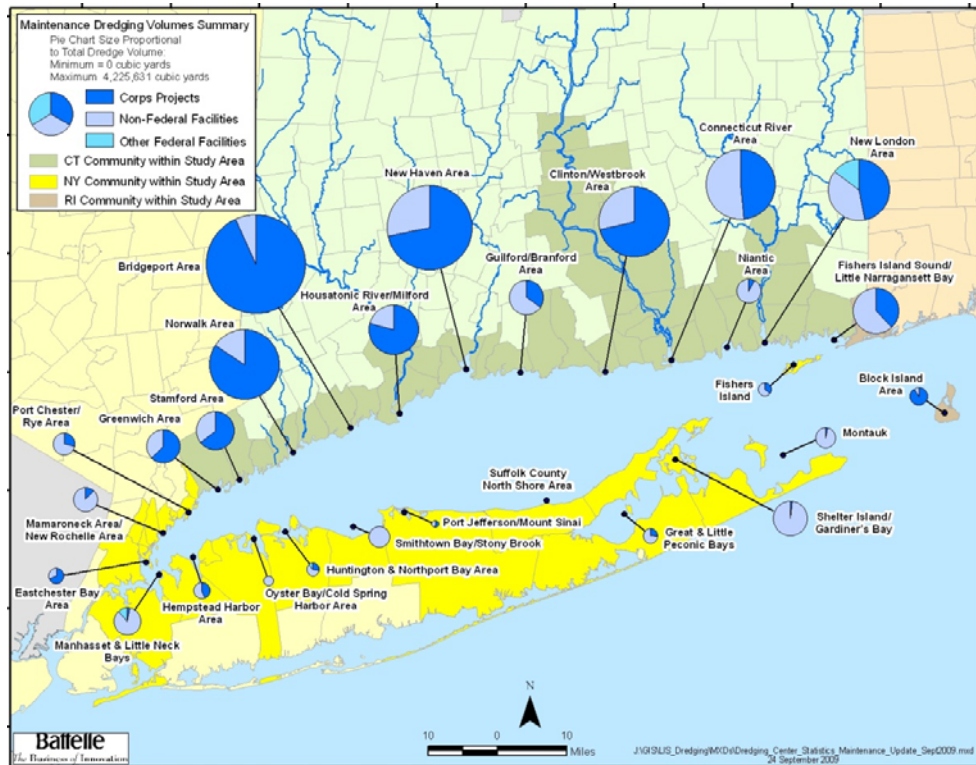 Maintenance Dredging Volumes Summary
Pie Chart Size Proportional
to Total Dredge Volume:
Minimum = 0 cubic yards
Maximum 4,225,631 cubic yards
Corps Projects
Non-Federal Facilities
Other Federal Facilities
CT Community within Study Area
NY Community within Study Area
RI Community within Study Area
Connecticut River
Area
New London
Area
New Haven Area
Clinton/Westbrook
Area
Bridgeport Area
Guilford/Branford
Area
Niantic
Area
Fishers Island Sound/
Little Narragansett Bay
Housatonic River/Milford
Area
Norwalk Area
Stamford Area
Fishers
Island
Block Island
Area
Port Chester/
Rye Area
Greenwich Area
Montauk
Suffolk County
North Shore Area
Mamaroneck Area/
New Rochelle Area
Port Jefferson/Mount Sinai
Shelter Island/
Gardiner's Bay
Smithtown Bay/Stony Brook
Great & Little
Peconic Bays
Huntington & Northport Bay Area
Eastchester Bay
Area
Hempstead Harbor
Area
Oyster Bay/Cold Spring
Harbor Area
Manhasset & Little Neck
Bays
N
10 0 10
Miles
Battelle
The Business of Innovation
J:\GIS\LIS_Dredging\MXDs\Dredging_Center_Statistics_Maintenance_Update_Sept2009.mxd
24 September 2009